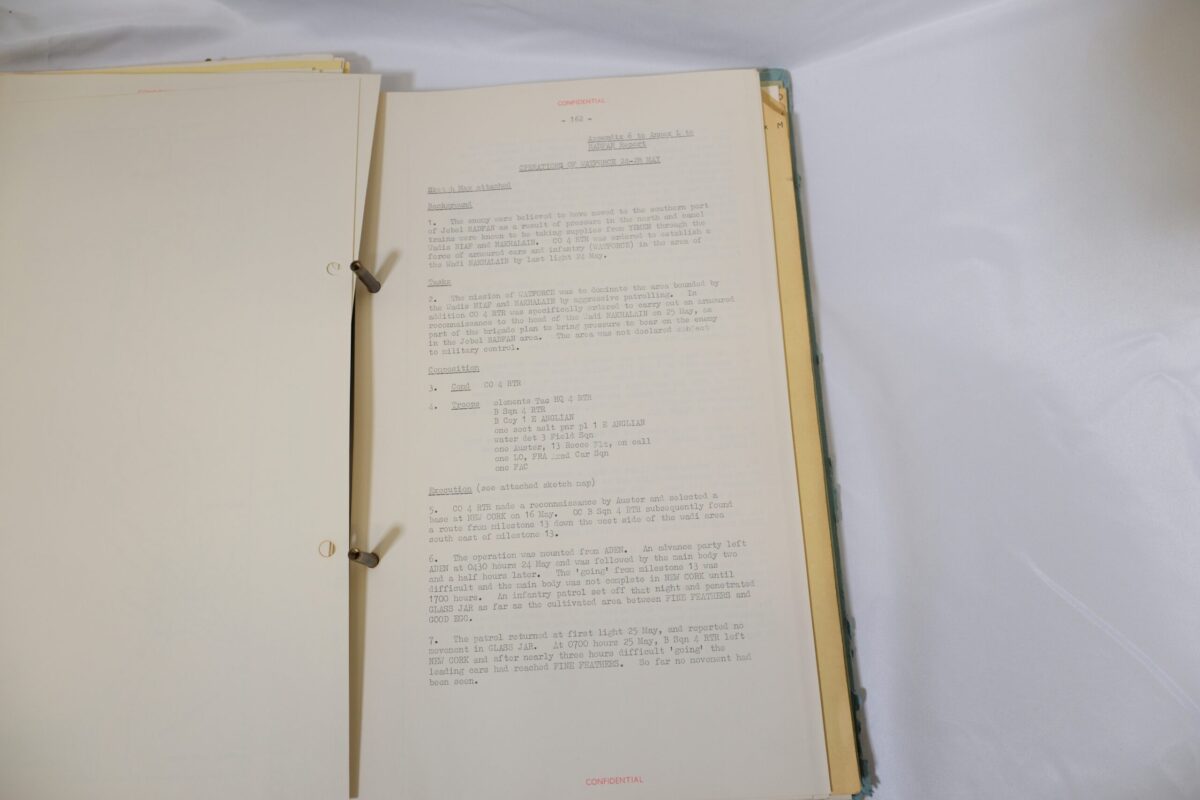 CONFIDENTIAL
- 162 -
Appendix 6 to Annex L to
RADFAN Report
OPERATIONS OF WATFORCE 24-28 MAY
Sketch Map attached
Background
1. The enemy were believed to have moved to the southern part
of Jebel RADFAN as a result of pressure in the north and camel
trains were known to be taking supplies from YEMEN through the
Wadis HIAF and NAKHALAIN. CO 4 RTR was ordered to establish a
force of armoured cars and infantry (WATFORCE) in the area of
the Wadi NAKHALAIN by last light 24 May.
Tasks
2. The mission of WATFORCE was to dominate the area bounded by
the Wadis HIAF and NAKHALAIN by aggressive patrolling. In
addition CO 4 RTR was specifically ordered to carry out an armoured
reconnaissance to the head of the Wadi NAKHALAIN on 25 May, as
part of the brigade plan to bring pressure to bear on the enemy
in the Jebel RADFAN area. The area was not declared subject
to military control.
Composition
3. Comd CO 4 RTR
4. Troops elements Tac HQ 4 RTR
B Sqn 4 RTR
B Coy 1 E ANGLIAN
one sect aslt pnr pl 1 E ANGLIAN
water det 3 Field Sqn
one Auster, 13 Recce Flt, on call
one LO, FRA Armd Car Sqn
one FAC
Execution (see attached sketch map)
5. CO 4 RTR made a reconnaissance by Auster and selected a
base at NEW CORK on 16 May. OC B Sqn 4 RTR subsequently found
a route from milestone 13 down the west side of the wadi area
south east of milestone 13.
6. The operation was mounted from ADEN. An advance party left
ADEN at 0430 hours 24 May and was followed by the main body two
and a half hours later. The 'going' from milestone 13 was
difficult and the main body was not complete in NEW CORK until
1700 hours. An infantry patrol set off that night and penetrated
GLASS JAR as far as the cultivated area between FINE FEATHERS and
GOOD EGG.
7. The patrol returned at first light 25 May, and reported no
movement in GLASS JAR. At 0700 hours 25 May, B Sqn 4 RTR left
NEW CORK and after nearly three hours difficult 'going' the
leading cars had reached FINE FEATHERS. So far no movement had
been seen.
CONFIDENTIAL